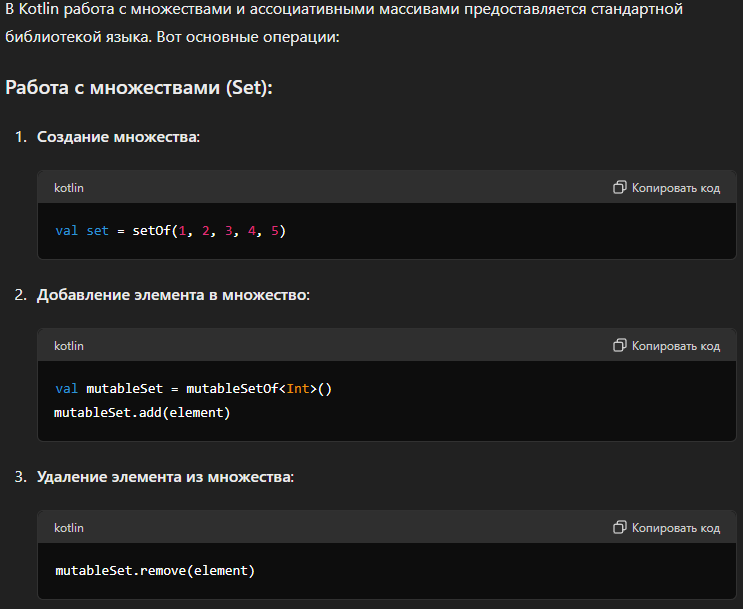 В Kotlin работа с множествами и ассоциативными массивами предоставляется стандартной
библиотекой языка. Вот основные операции:
Работа с множествами (Set):
1. Создание множества:
kotlin
Копировать код
val set = setOf(1, 2, 3, 4, 5)
2. Добавление элемента в множество:
kotlin
Копировать код
val mutableSet = mutableSetOf<Int>()
mutableSet.add(element)
3. Удаление элемента из множества:
kotlin
Копировать код
mutableSet.remove(element)